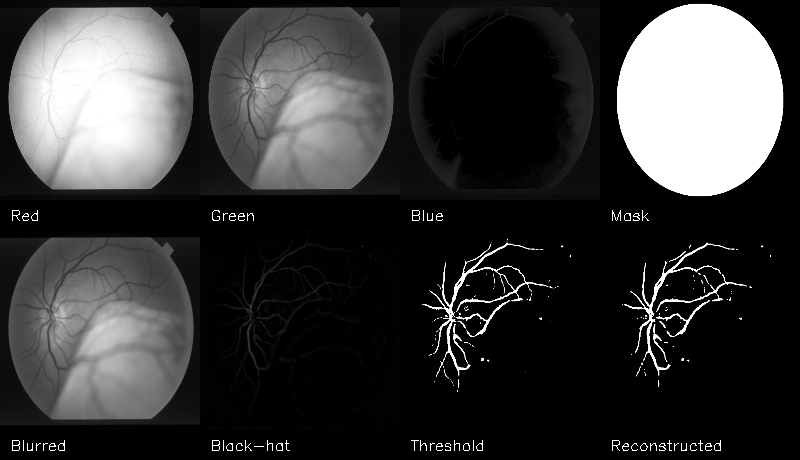 Red
Green
Blue
Mask
Blurred
Black-hat
Threshold
Reconstructed